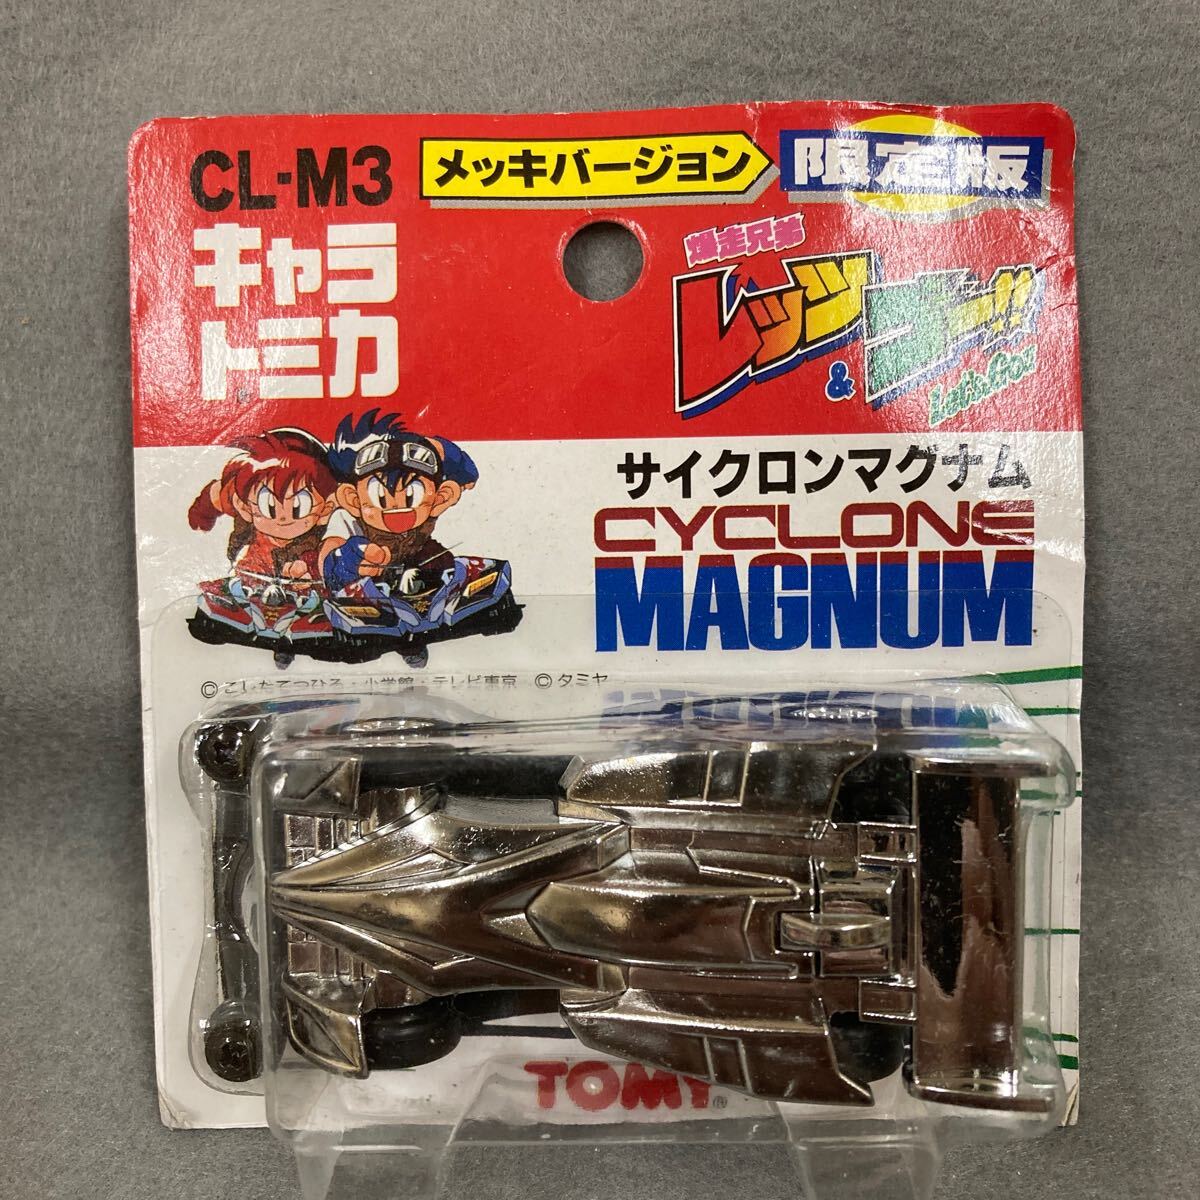 CL-M3
メッキバージョン
限定版
キャラ
トミカ
爆走兄弟
レッツ
&
ゴー!!
Let's & Go!!
サイクロンマグナム
CYCLONE
MAGNUM
© こしたてつひろ・小学館・テレビ東京 © タミヤ
TOMY®